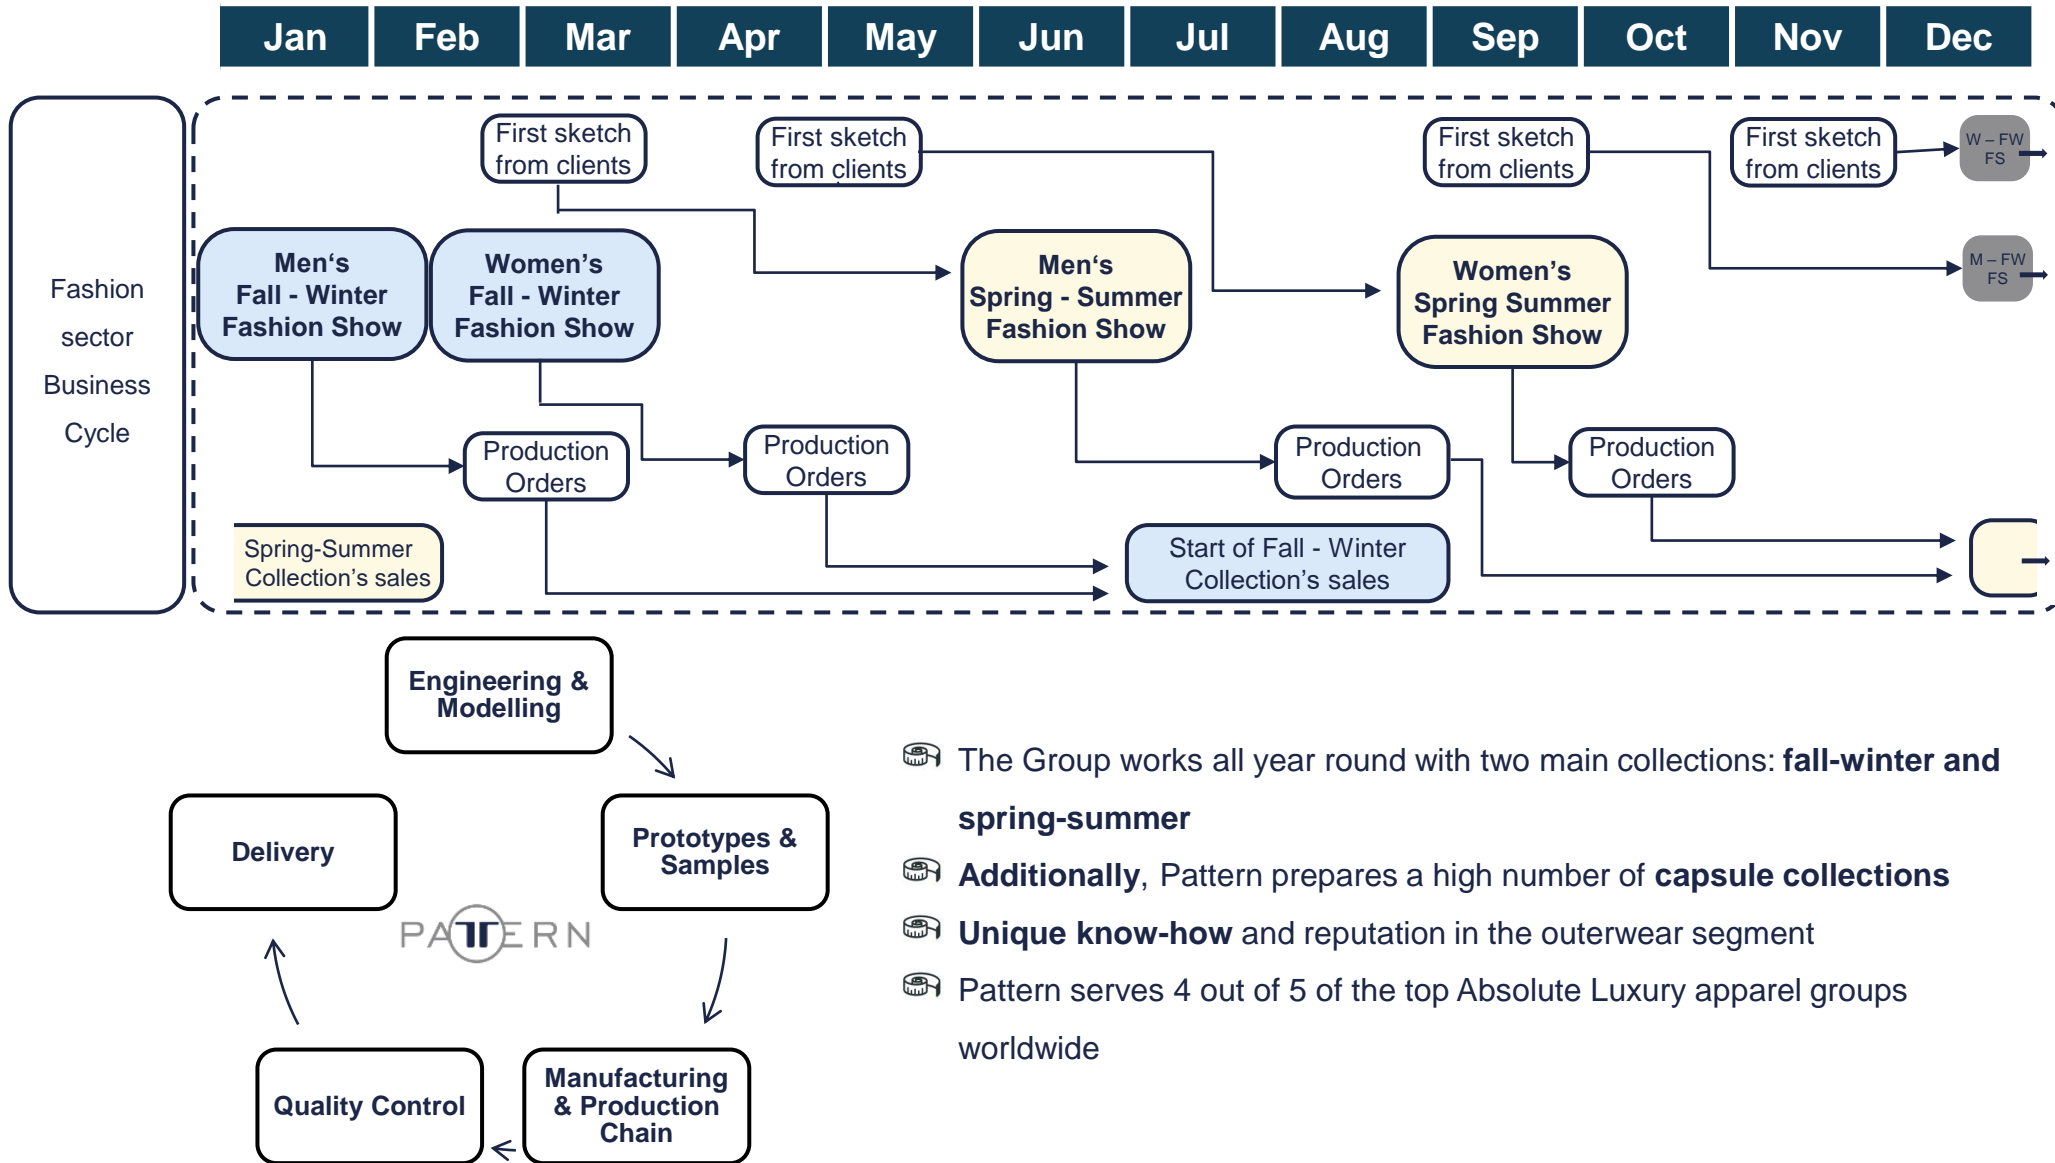 Jan Feb Mar Apr May Jun Jul Aug Sep Oct Nov Dec
Fashion
sector
Business
Cycle
First sketch
from clients
First sketch
from clients
First sketch
from clients
First sketch
from clients
W – FW
FS
Men‘s
Fall - Winter
Fashion Show
Women’s
Fall - Winter
Fashion Show
Men‘s
Spring - Summer
Fashion Show
Women’s
Spring Summer
Fashion Show
M – FW
FS
Production
Orders
Production
Orders
Production
Orders
Production
Orders
Spring-Summer
Collection’s sales
Start of Fall - Winter
Collection’s sales
Engineering &
Modelling
Prototypes &
Samples
Manufacturing
& Production
Chain
Quality Control
Delivery
PATTERN
The Group works all year round with two main collections: fall-winter and
spring-summer
Additionally, Pattern prepares a high number of capsule collections
Unique know-how and reputation in the outerwear segment
Pattern serves 4 out of 5 of the top Absolute Luxury apparel groups
worldwide